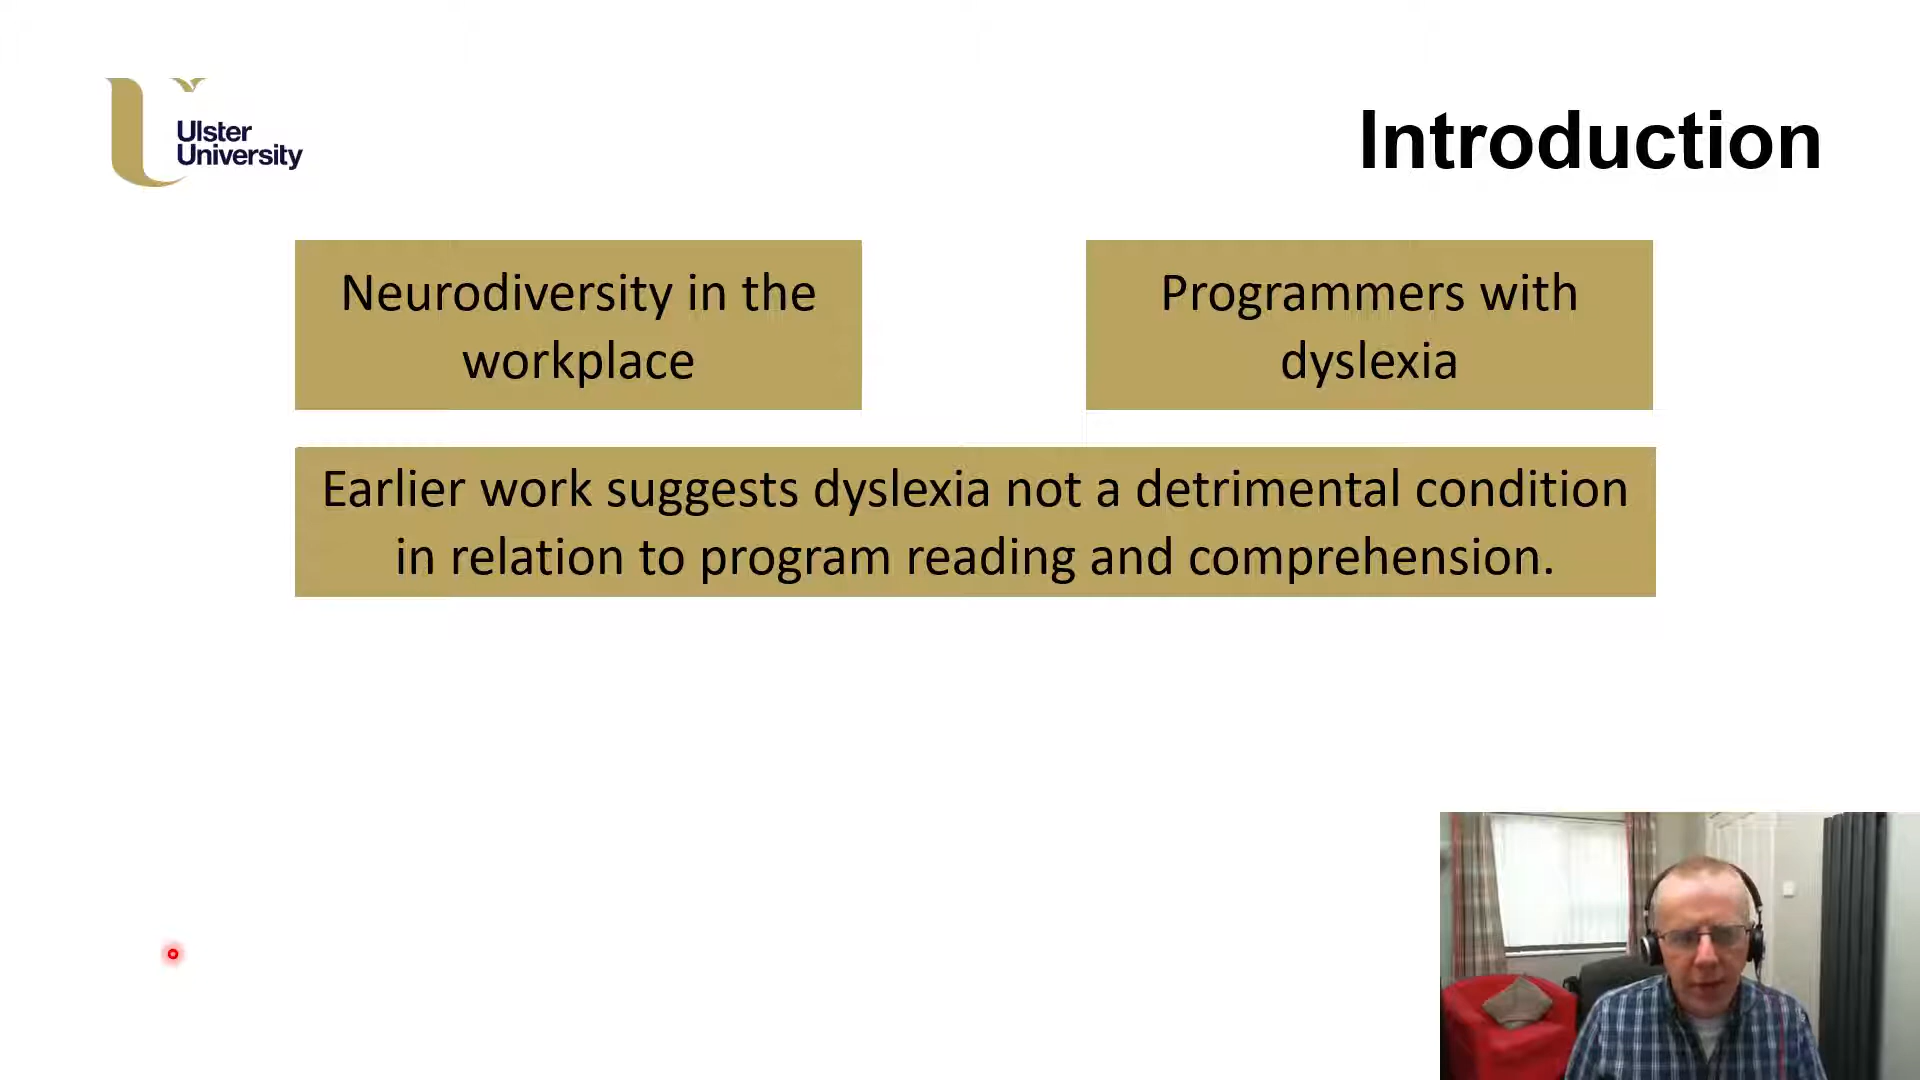 Ulster
University
Introduction
Neurodiversity in the
workplace
Programmers with
dyslexia
Earlier work suggests dyslexia not a detrimental condition
in relation to program reading and comprehension.